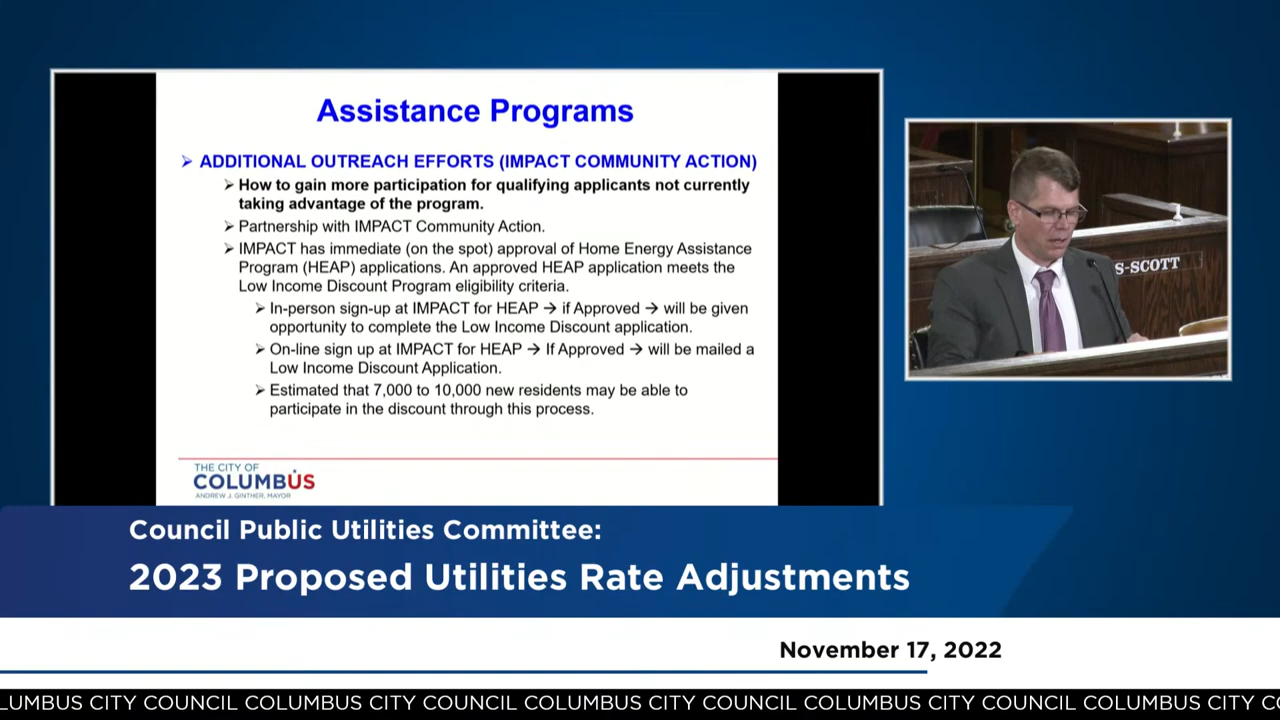 Assistance Programs
➢ ADDITIONAL OUTREACH EFFORTS (IMPACT COMMUNITY ACTION)
➢ How to gain more participation for qualifying applicants not currently
taking advantage of the program.
➢ Partnership with IMPACT Community Action.
➢ IMPACT has immediate (on the spot) approval of Home Energy Assistance
Program (HEAP) applications. An approved HEAP application meets the
Low Income Discount Program eligibility criteria.
➢ In-person sign-up at IMPACT for HEAP → if Approved → will be given
opportunity to complete the Low Income Discount application.
➢ On-line sign up at IMPACT for HEAP → If Approved → will be mailed a
Low Income Discount Application.
➢ Estimated that 7,000 to 10,000 new residents may be able to
participate in the discount through this process.
THE CITY OF
COLUMBUS
ANDREW J. GINTHER, MAYOR
S-SCOTT
Council Public Utilities Committee:
2023 Proposed Utilities Rate Adjustments
November 17, 2022
LUMBUS CITY COUNCIL COLUMBUS CITY COUNCIL COLUMBUS CITY COUNCIL COLUMBUS CITY COUNCIL COLUMBUS CITY CO